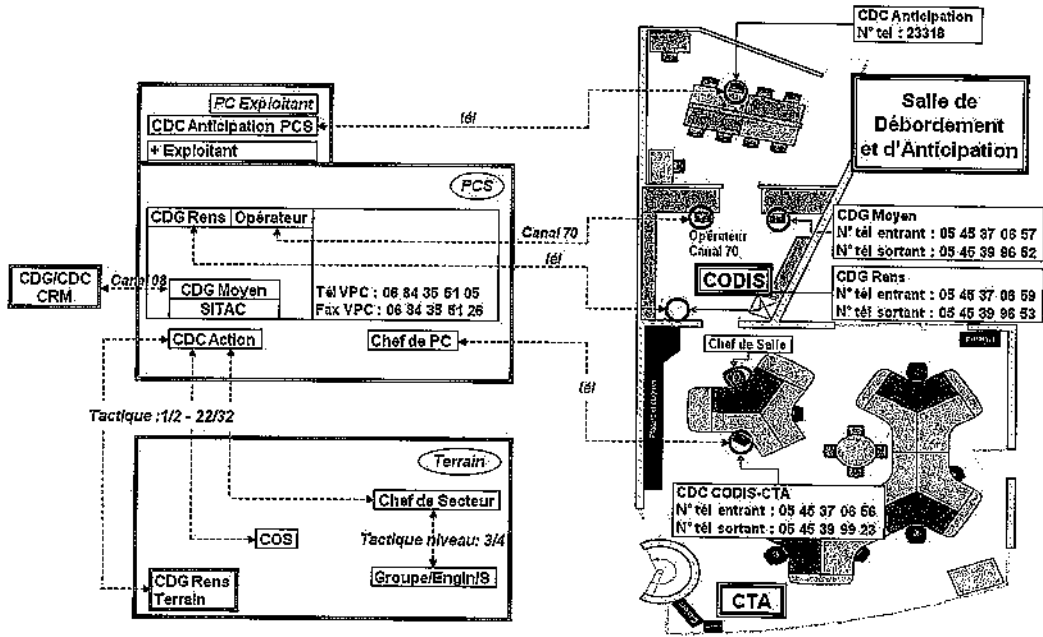 CDC Anticipation
N° tel : 23318
PC Exploitant
CDC Anticipation PCS
+ Exploitant
tél
Salle de
Débordement
et d'Anticipation
PCS
CDG Rens
Opérateur
Canal 70
tél
Opérateur
Canal 70
CDG Moyen
N° tél entrant : 05 45 37 06 57
N° tél sortant : 05 45 39 96 52
CODIS
CDG Rens
N° tél entrant : 05 45 37 06 59
N° tél sortant : 05 45 39 96 53
CDG/CDC
CRM
Canal 08
CDG Moyen
SITAC
Tél VPC : 06 84 35 51 05
Fax VPC : 06 84 35 51 26
CDC Action
Chef de PC
Chef de Salle
tél
Tactique :1/2 - 22/32
Terrain
Chef de Secteur
COS
Tactique niveau: 3/4
Groupe/Engin/S
CDG Rens
Terrain
CDC CODIS-CTA
N° tél entrant : 05 45 37 06 56
N° tél sortant : 05 45 39 99 23
CTA